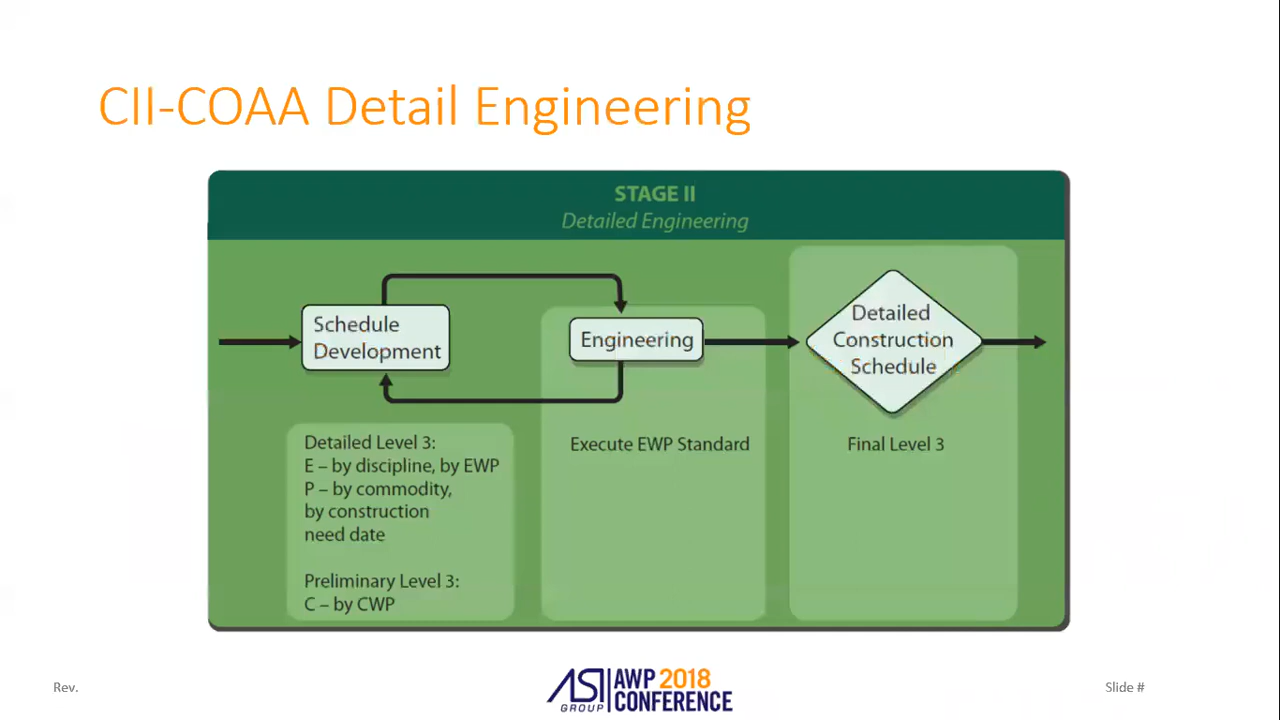 CII-COAA Detail Engineering
STAGE II
Detailed Engineering
Schedule
Development
Engineering
Detailed
Construction
Schedule
Detailed Level 3:
E – by discipline, by EWP
P – by commodity,
by construction
need date
Preliminary Level 3:
C – by CWP
Execute EWP Standard
Final Level 3
Rev.
ASI
GROUP
AWP 2018
CONFERENCE
Slide #